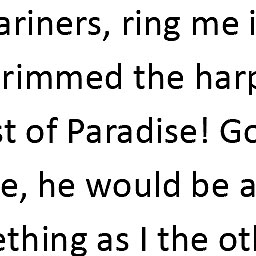 ariners, ring me i
rimmed the harp
st of Paradise! Go
e, he would be a
ething as I the oth